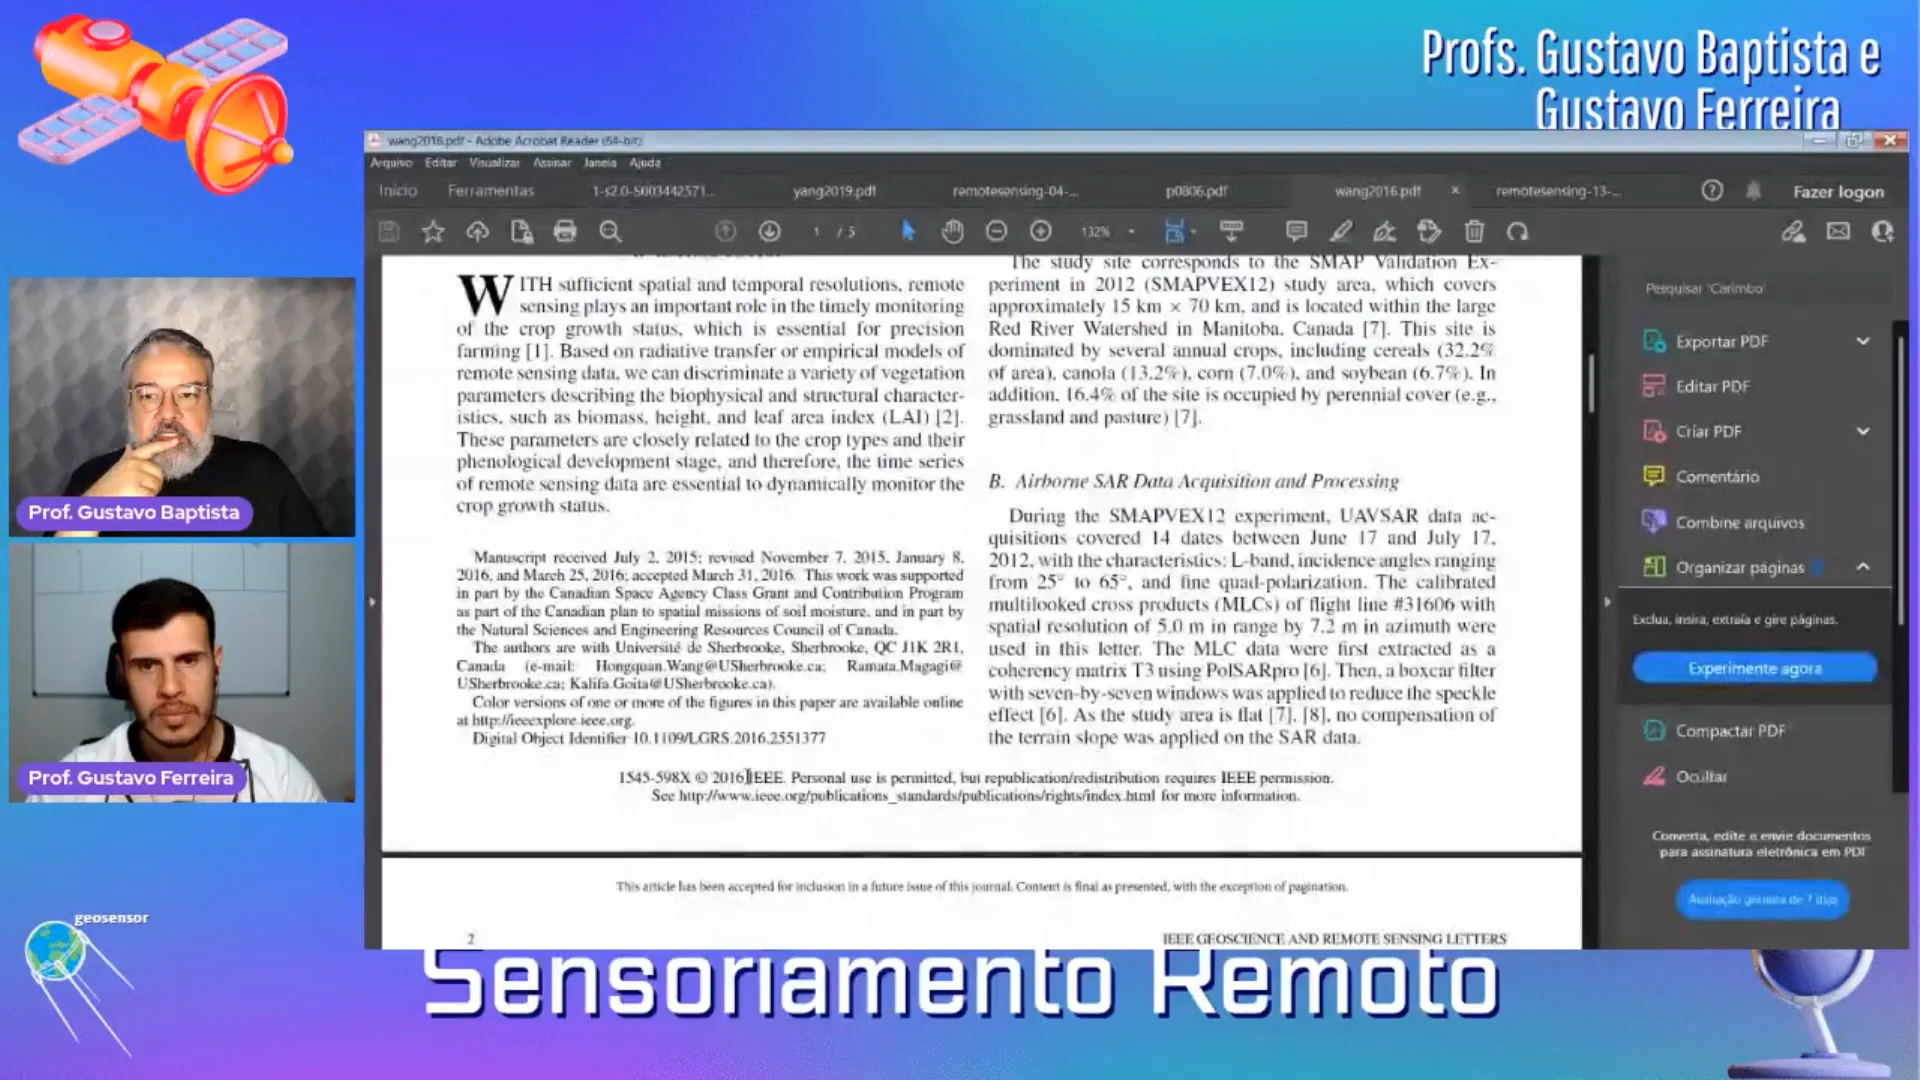 Profs. Gustavo Baptista e
Gustavo Ferreira
wang2016.pdf - Adobe Acrobat Reader (64-bit)
Arquivo Editar Visualizar Assinar Janela Ajuda
Início Ferramentas 1-s2.0-S003442571... yang2019.pdf remotesensing-04-... p0806.pdf wang2016.pdf × remotesensing-13-... Fazer logon
1 / 5 132%
WITH sufficient spatial and temporal resolutions, remote
sensing plays an important role in the timely monitoring
of the crop growth status, which is essential for precision
farming [1]. Based on radiative transfer or empirical models of
remote sensing data, we can discriminate a variety of vegetation
parameters describing the biophysical and structural character-
istics, such as biomass, height, and leaf area index (LAI) [2].
These parameters are closely related to the crop types and their
phenological development stage, and therefore, the time series
of remote sensing data are essential to dynamically monitor the
crop growth status.
Manuscript received July 2, 2015; revised November 7, 2015, January 8,
2016, and March 25, 2016; accepted March 31, 2016. This work was supported
in part by the Canadian Space Agency Class Grant and Contribution Program
as part of the Canadian plan to spatial missions of soil moisture, and in part by
the Natural Sciences and Engineering Resources Council of Canada.
The authors are with Université de Sherbrooke, Sherbrooke, QC J1K 2R1,
Canada (e-mail: Hongquan.Wang@USherbrooke.ca; Ramata.Magagi@
USherbrooke.ca; Kalifa.Goita@USherbrooke.ca).
Color versions of one or more of the figures in this paper are available online
at http://ieeexplore.ieee.org.
Digital Object Identifier 10.1109/LGRS.2016.2551377
The study site corresponds to the SMAP Validation Ex-
periment in 2012 (SMAPVEX12) study area, which covers
approximately 15 km × 70 km, and is located within the large
Red River Watershed in Manitoba, Canada [7]. This site is
dominated by several annual crops, including cereals (32.2%
of area), canola (13.2%), corn (7.0%), and soybean (6.7%). In
addition, 16.4% of the site is occupied by perennial cover (e.g.,
grassland and pasture) [7].
B. Airborne SAR Data Acquisition and Processing
During the SMAPVEX12 experiment, UAVSAR data ac-
quisitions covered 14 dates between June 17 and July 17,
2012, with the characteristics: L-band, incidence angles ranging
from 25° to 65°, and fine quad-polarization. The calibrated
multilooked cross products (MLCs) of flight line #31606 with
spatial resolution of 5.0 m in range by 7.2 m in azimuth were
used in this letter. The MLC data were first extracted as a
coherency matrix T3 using PolSARpro [6]. Then, a boxcar filter
with seven-by-seven windows was applied to reduce the speckle
effect [6]. As the study area is flat [7], [8], no compensation of
the terrain slope was applied on the SAR data.
1545-598X © 2016 IEEE. Personal use is permitted, but republication/redistribution requires IEEE permission.
See http://www.ieee.org/publications_standards/publications/rights/index.html for more information.
This article has been accepted for inclusion in a future issue of this journal. Content is final as presented, with the exception of pagination.
2 IEEE GEOSCIENCE AND REMOTE SENSING LETTERS
Pesquisar 'Carimbo'
Exportar PDF
Editar PDF
Criar PDF
Comentário
Combine arquivos
Organizar páginas
Exclua, insira, extraia e gire páginas.
Experimente agora
Compactar PDF
Ocultar
Converta, edite e envie documentos
para assinatura eletrônica em PDF
Avaliação gratuita de 7 dias
Prof. Gustavo Baptista
Prof. Gustavo Ferreira
geosensor
Sensoriamento Remoto